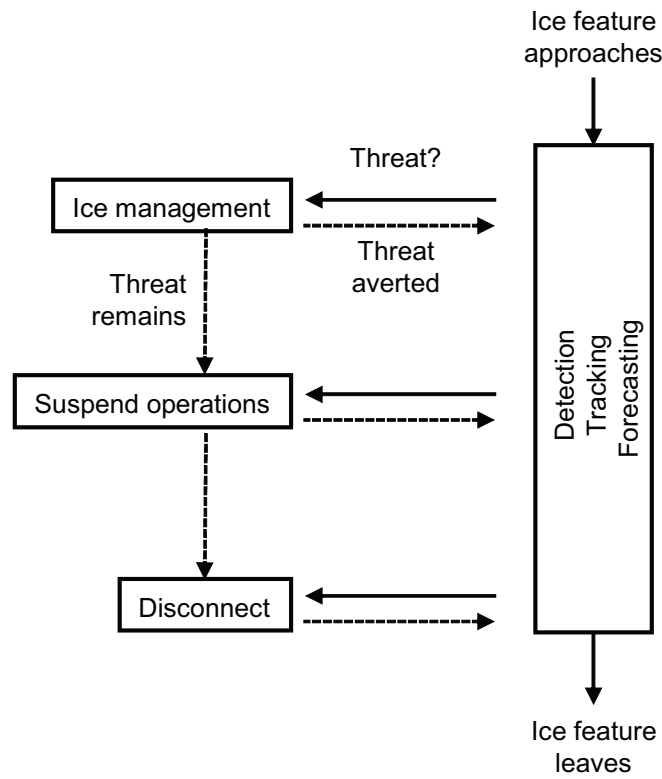 Ice feature
approaches
Threat?
Ice management
Threat
averted
Threat
remains
Suspend operations
Detection
Tracking
Forecasting
Disconnect
Ice feature
leaves